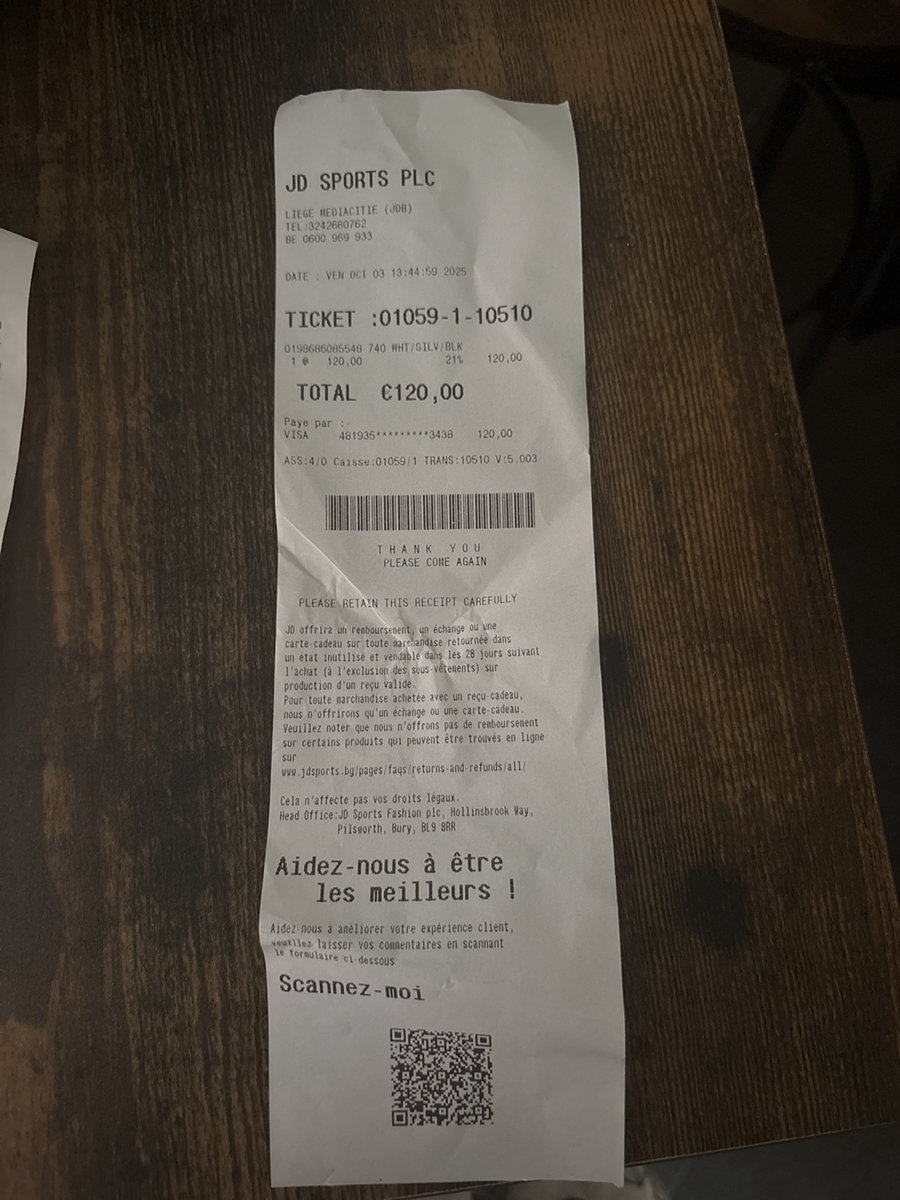 JD SPORTS PLC
LIEGE MEDIACITIE (JDB)
TEL:3242680762
BE 0600 969 933
DATE : VEN OCT 03 13:44:59 2025
TICKET :01059-1-10510
0198686085548 740 WHT/SILV/BLK
1 @ 120,00 21% 120,00
TOTAL €120,00
Paye par :-
VISA 481935*********3438 120,00
ASS:4/0 Caisse:01059/1 TRANS:10510 V:5.003
THANK YOU
PLEASE COME AGAIN
PLEASE RETAIN THIS RECEIPT CAREFULLY
JD offrira un remboursement, un échange ou une
carte-cadeau sur toute marchandise retournée dans
un état inutilisé et vendable dans les 28 jours suivant
l'achat (à l'exclusion des sous-vêtements) sur
production d'un reçu valide.
Pour toute marchandise achetée avec un reçu-cadeau,
nous n'offrirons qu'un échange ou une carte-cadeau.
Veuillez noter que nous n'offrons pas de remboursement
sur certains produits qui peuvent être trouvés en ligne
sur
www.jdsports.bg/pages/faqs/returns-and-refunds/all/
Cela n'affecte pas vos droits légaux.
Head Office:JD Sports Fashion plc, Hollinsbrook Way,
Pilsworth, Bury, BL9 8RR
Aidez-nous à être
les meilleurs !
Aidez-nous à améliorer votre expérience client,
veuillez laisser vos commentaires en scannant
le formulaire ci-dessous
Scannez-moi